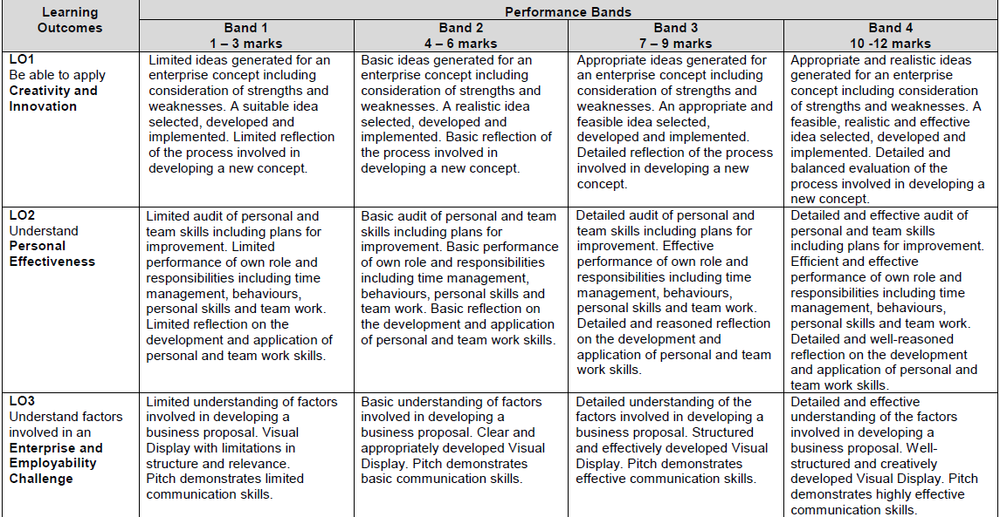 Learning
Outcomes
Performance Bands
Band 1
1 – 3 marks
Band 2
4 – 6 marks
Band 3
7 – 9 marks
Band 4
10 -12 marks
LO1
Be able to apply
Creativity and
Innovation
Limited ideas generated for an
enterprise concept including
consideration of strengths and
weaknesses. A suitable idea
selected, developed and
implemented. Limited reflection
of the process involved in
developing a new concept.
Basic ideas generated for an
enterprise concept including
consideration of strengths and
weaknesses. A realistic idea
selected, developed and
implemented. Basic reflection of
the process involved in
developing a new concept.
Appropriate ideas generated for
an enterprise concept including
consideration of strengths and
weaknesses. An appropriate and
feasible idea selected,
developed and implemented.
Detailed reflection of the process
involved in developing a new
concept.
Appropriate and realistic ideas
generated for an enterprise
concept including consideration
of strengths and weaknesses. A
feasible, realistic and effective
idea selected, developed and
implemented. Detailed and
balanced evaluation of the
process involved in developing a
new concept.
LO2
Understand
Personal
Effectiveness
Limited audit of personal and
team skills including plans for
improvement. Limited
performance of own role and
responsibilities including time
management, behaviours,
personal skills and team work.
Limited reflection on the
development and application of
personal and team work skills.
Basic audit of personal and team
skills including plans for
improvement. Basic performance
of own role and responsibilities
including time management,
behaviours, personal skills and
team work. Basic reflection on
the development and application
of personal and team work skills.
Detailed audit of personal and
team skills including plans for
improvement. Effective
performance of own role and
responsibilities including time
management, behaviours,
personal skills and team work.
Detailed and reasoned reflection
on the development and
application of personal and team
work skills.
Detailed and effective audit of
personal and team skills
including plans for improvement.
Efficient and effective
performance of own role and
responsibilities including time
management, behaviours,
personal skills and team work.
Detailed and well-reasoned
reflection on the development
and application of personal and
team work skills.
LO3
Understand factors
involved in an
Enterprise and
Employability
Challenge
Limited understanding of factors
involved in developing a
business proposal. Visual
Display with limitations in
structure and relevance.
Pitch demonstrates limited
communication skills.
Basic understanding of factors
involved in developing a
business proposal. Clear and
appropriately developed Visual
Display. Pitch demonstrates
basic communication skills.
Detailed understanding of the
factors involved in developing a
business proposal. Structured
and effectively developed Visual
Display. Pitch demonstrates
effective communication skills.
Detailed and effective
understanding of the factors
involved in developing a
business proposal. Well-
structured and creatively
developed Visual Display. Pitch
demonstrates highly effective
communication skills.